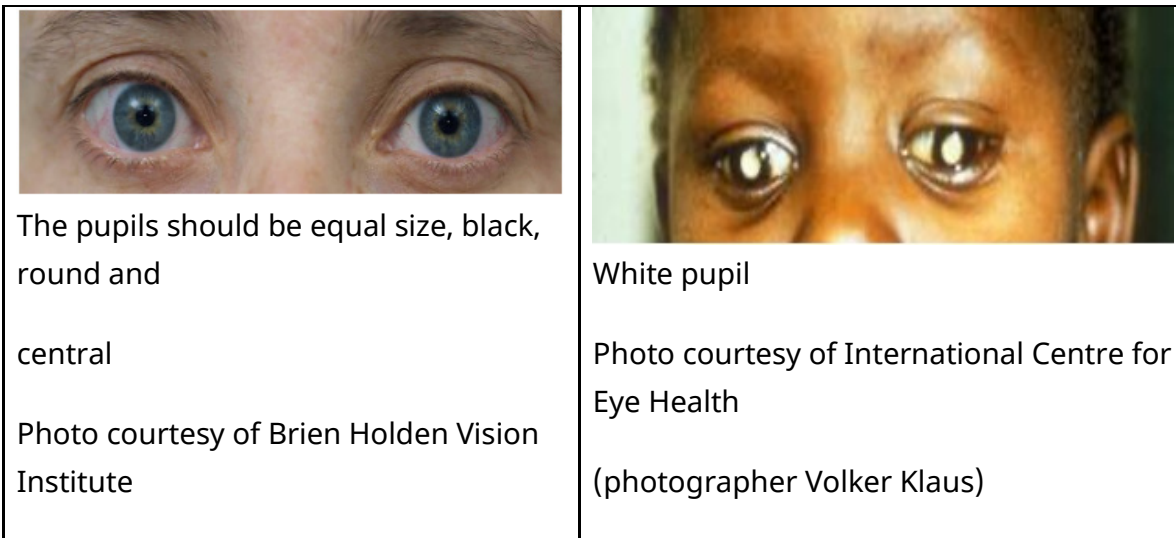 The pupils should be equal size, black,
round and
central
Photo courtesy of Brien Holden Vision
Institute
White pupil
Photo courtesy of International Centre for
Eye Health
(photographer Volker Klaus)